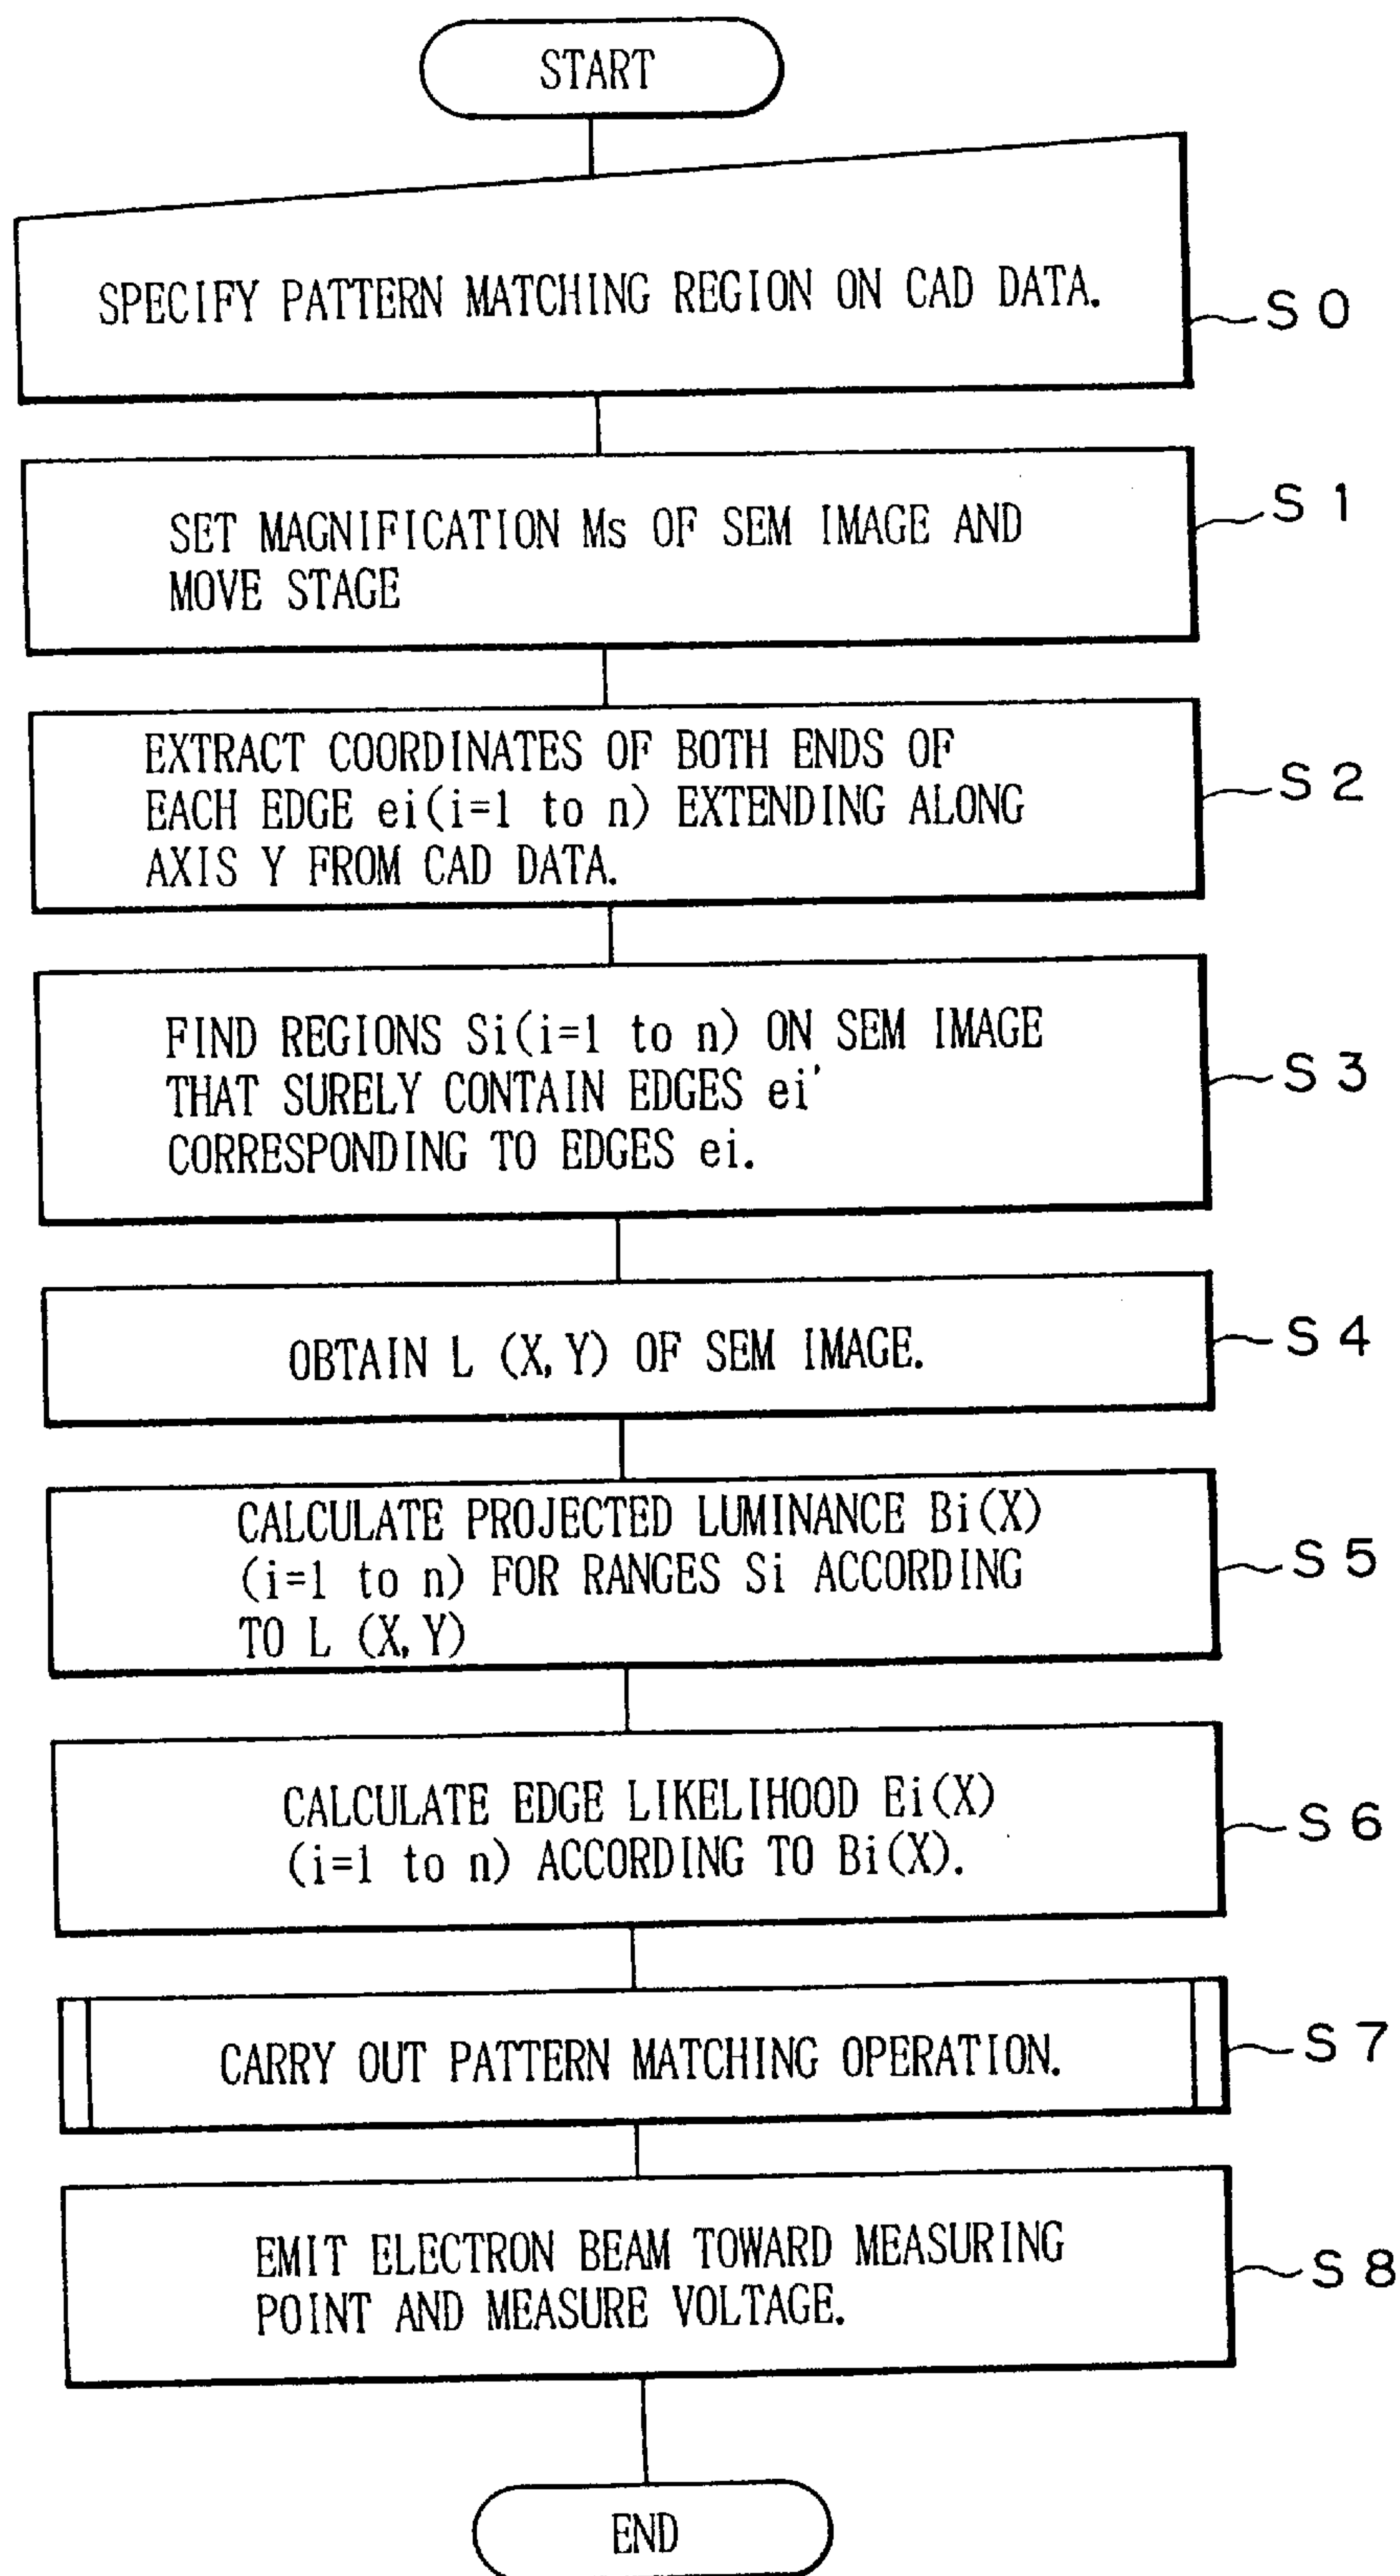 START
SPECIFY PATTERN MATCHING REGION ON CAD DATA.
S0
SET MAGNIFICATION Ms OF SEM IMAGE AND
MOVE STAGE
S1
EXTRACT COORDINATES OF BOTH ENDS OF
EACH EDGE ei(i=1 to n) EXTENDING ALONG
AXIS Y FROM CAD DATA.
S2
FIND REGIONS Si(i=1 to n) ON SEM IMAGE
THAT SURELY CONTAIN EDGES ei'
CORRESPONDING TO EDGES ei.
S3
OBTAIN L (X,Y) OF SEM IMAGE.
S4
CALCULATE PROJECTED LUMINANCE Bi(X)
(i=1 to n) FOR RANGES Si ACCORDING
TO L (X,Y)
S5
CALCULATE EDGE LIKELIHOOD Ei(X)
(i=1 to n) ACCORDING TO Bi(X).
S6
CARRY OUT PATTERN MATCHING OPERATION.
S7
EMIT ELECTRON BEAM TOWARD MEASURING
POINT AND MEASURE VOLTAGE.
S8
END